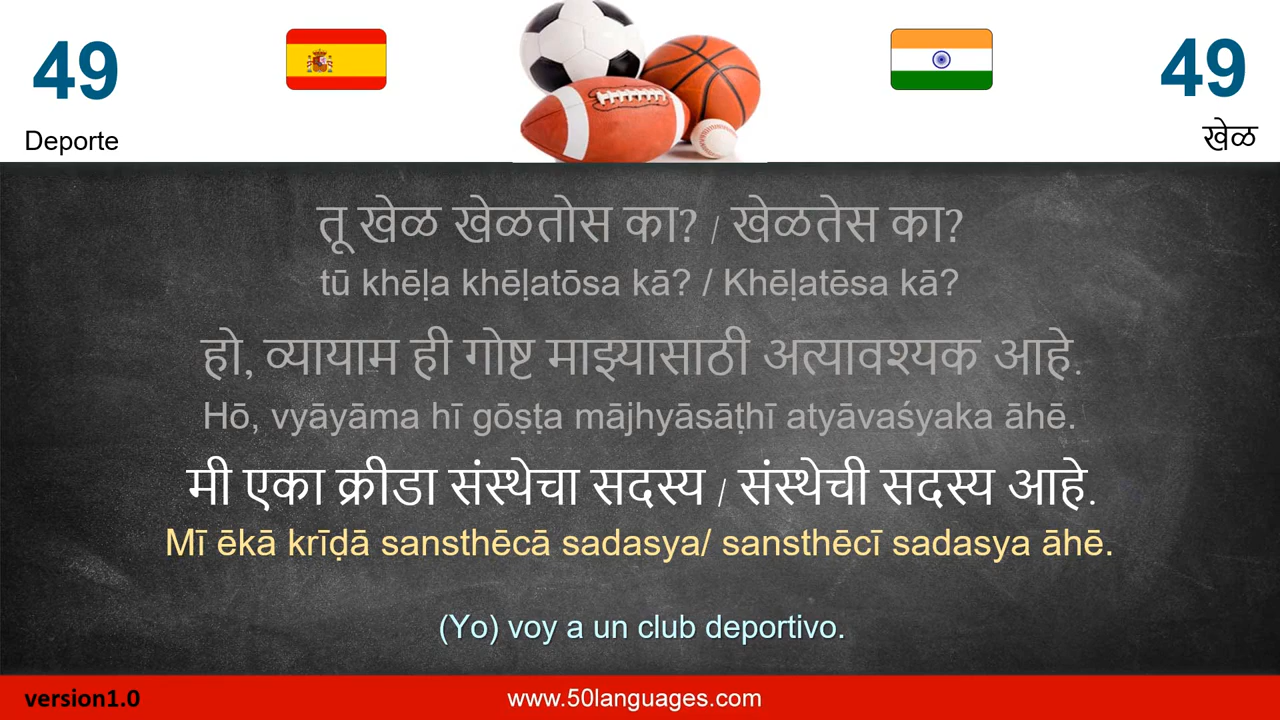 49
49
Deporte
खेळ
तू खेळ खेळतोस का? / खेळतेस का?
tū khēḷa khēḷatōsa kā? / Khēḷatēsa kā?
हो, व्यायाम ही गोष्ट माझ्यासाठी अत्यावश्यक आहे.
Hō, vyāyāma hī gōṣṭa mājhyāsāṭhī atyāvaśyaka āhē.
मी एका क्रीडा संस्थेचा सदस्य / संस्थेची सदस्य आहे.
Mī ēkā krīḍā sansthēcā sadasya/ sansthēcī sadasya āhē.
(Yo) voy a un club deportivo.
version1.0
www.50languages.com